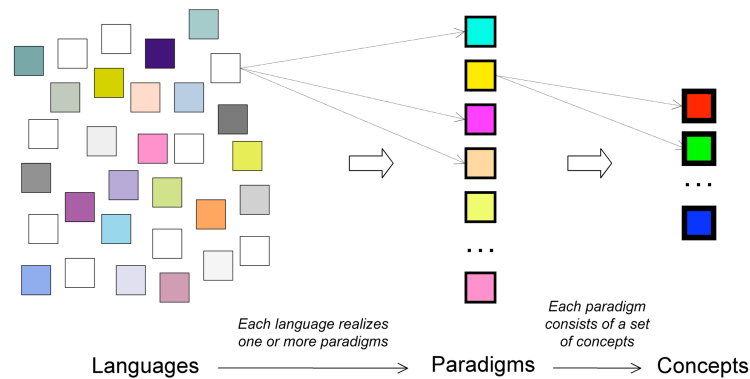 ...
...
Each language realizes
one or more paradigms
Each paradigm
consists of a set
of concepts
Languages
Paradigms
Concepts